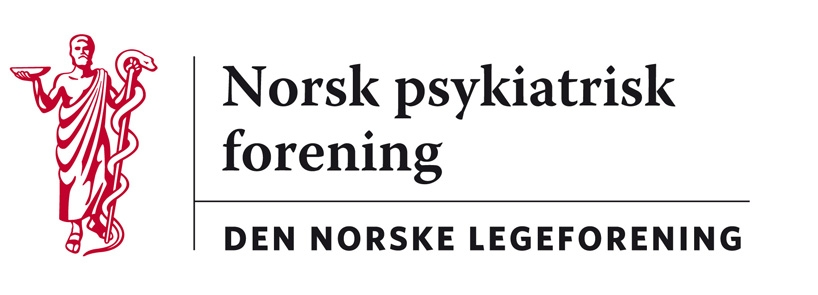 Norsk psykiatrisk
forening
DEN NORSKE LEGEFORENING